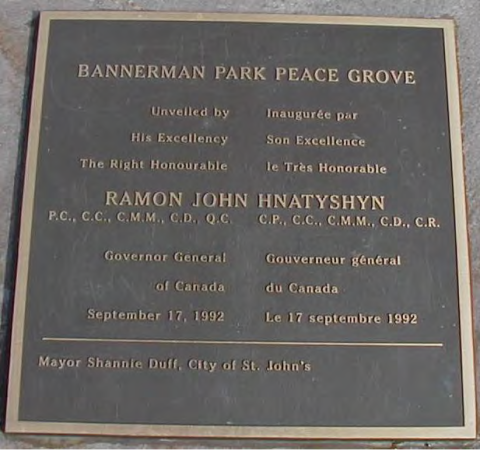 BANNERMAN PARK PEACE GROVE
Unveiled by Inaugurée par
His Excellency Son Excellence
The Right Honourable le Très Honorable
RAMON JOHN HNATYSHYN
P.C., C.C., C.M.M., C.D., Q.C. C.P., C.C., C.M.M., C.D., C.R.
Governor General Gouverneur général
of Canada du Canada
September 17, 1992 Le 17 septembre 1992
Mayor Shannie Duff, City of St. John's